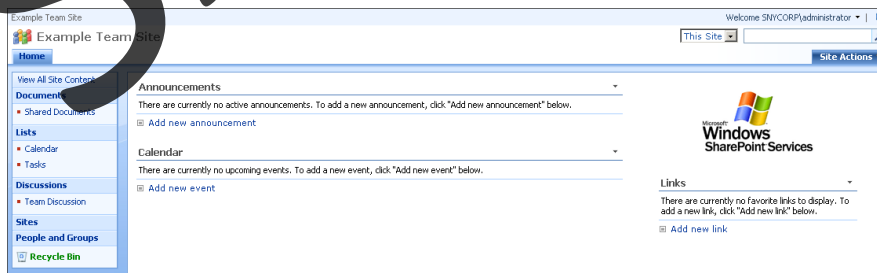 Example Team Site
Welcome SNYCORP\administrator
Example Team Site
This Site
Home
Site Actions
View All Site Content
Documents
Shared Documents
Lists
Calendar
Tasks
Discussions
Team Discussion
Sites
People and Groups
Recycle Bin
Announcements
There are currently no active announcements. To add a new announcement, click "Add new announcement" below.
Add new announcement
Calendar
There are currently no upcoming events. To add a new event, click "Add new event" below.
Add new event
Microsoft
Windows
SharePoint Services
Links
There are currently no favorite links to display. To
add a new link, click "Add new link" below.
Add new link